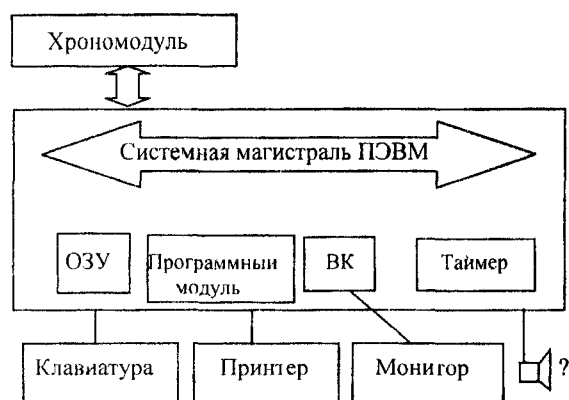 Хрономодуль
Системная магистраль ПЭВМ
ОЗУ
Программный
модуль
ВК
Таймер
Клавиатура
Принтер
Монитор
?